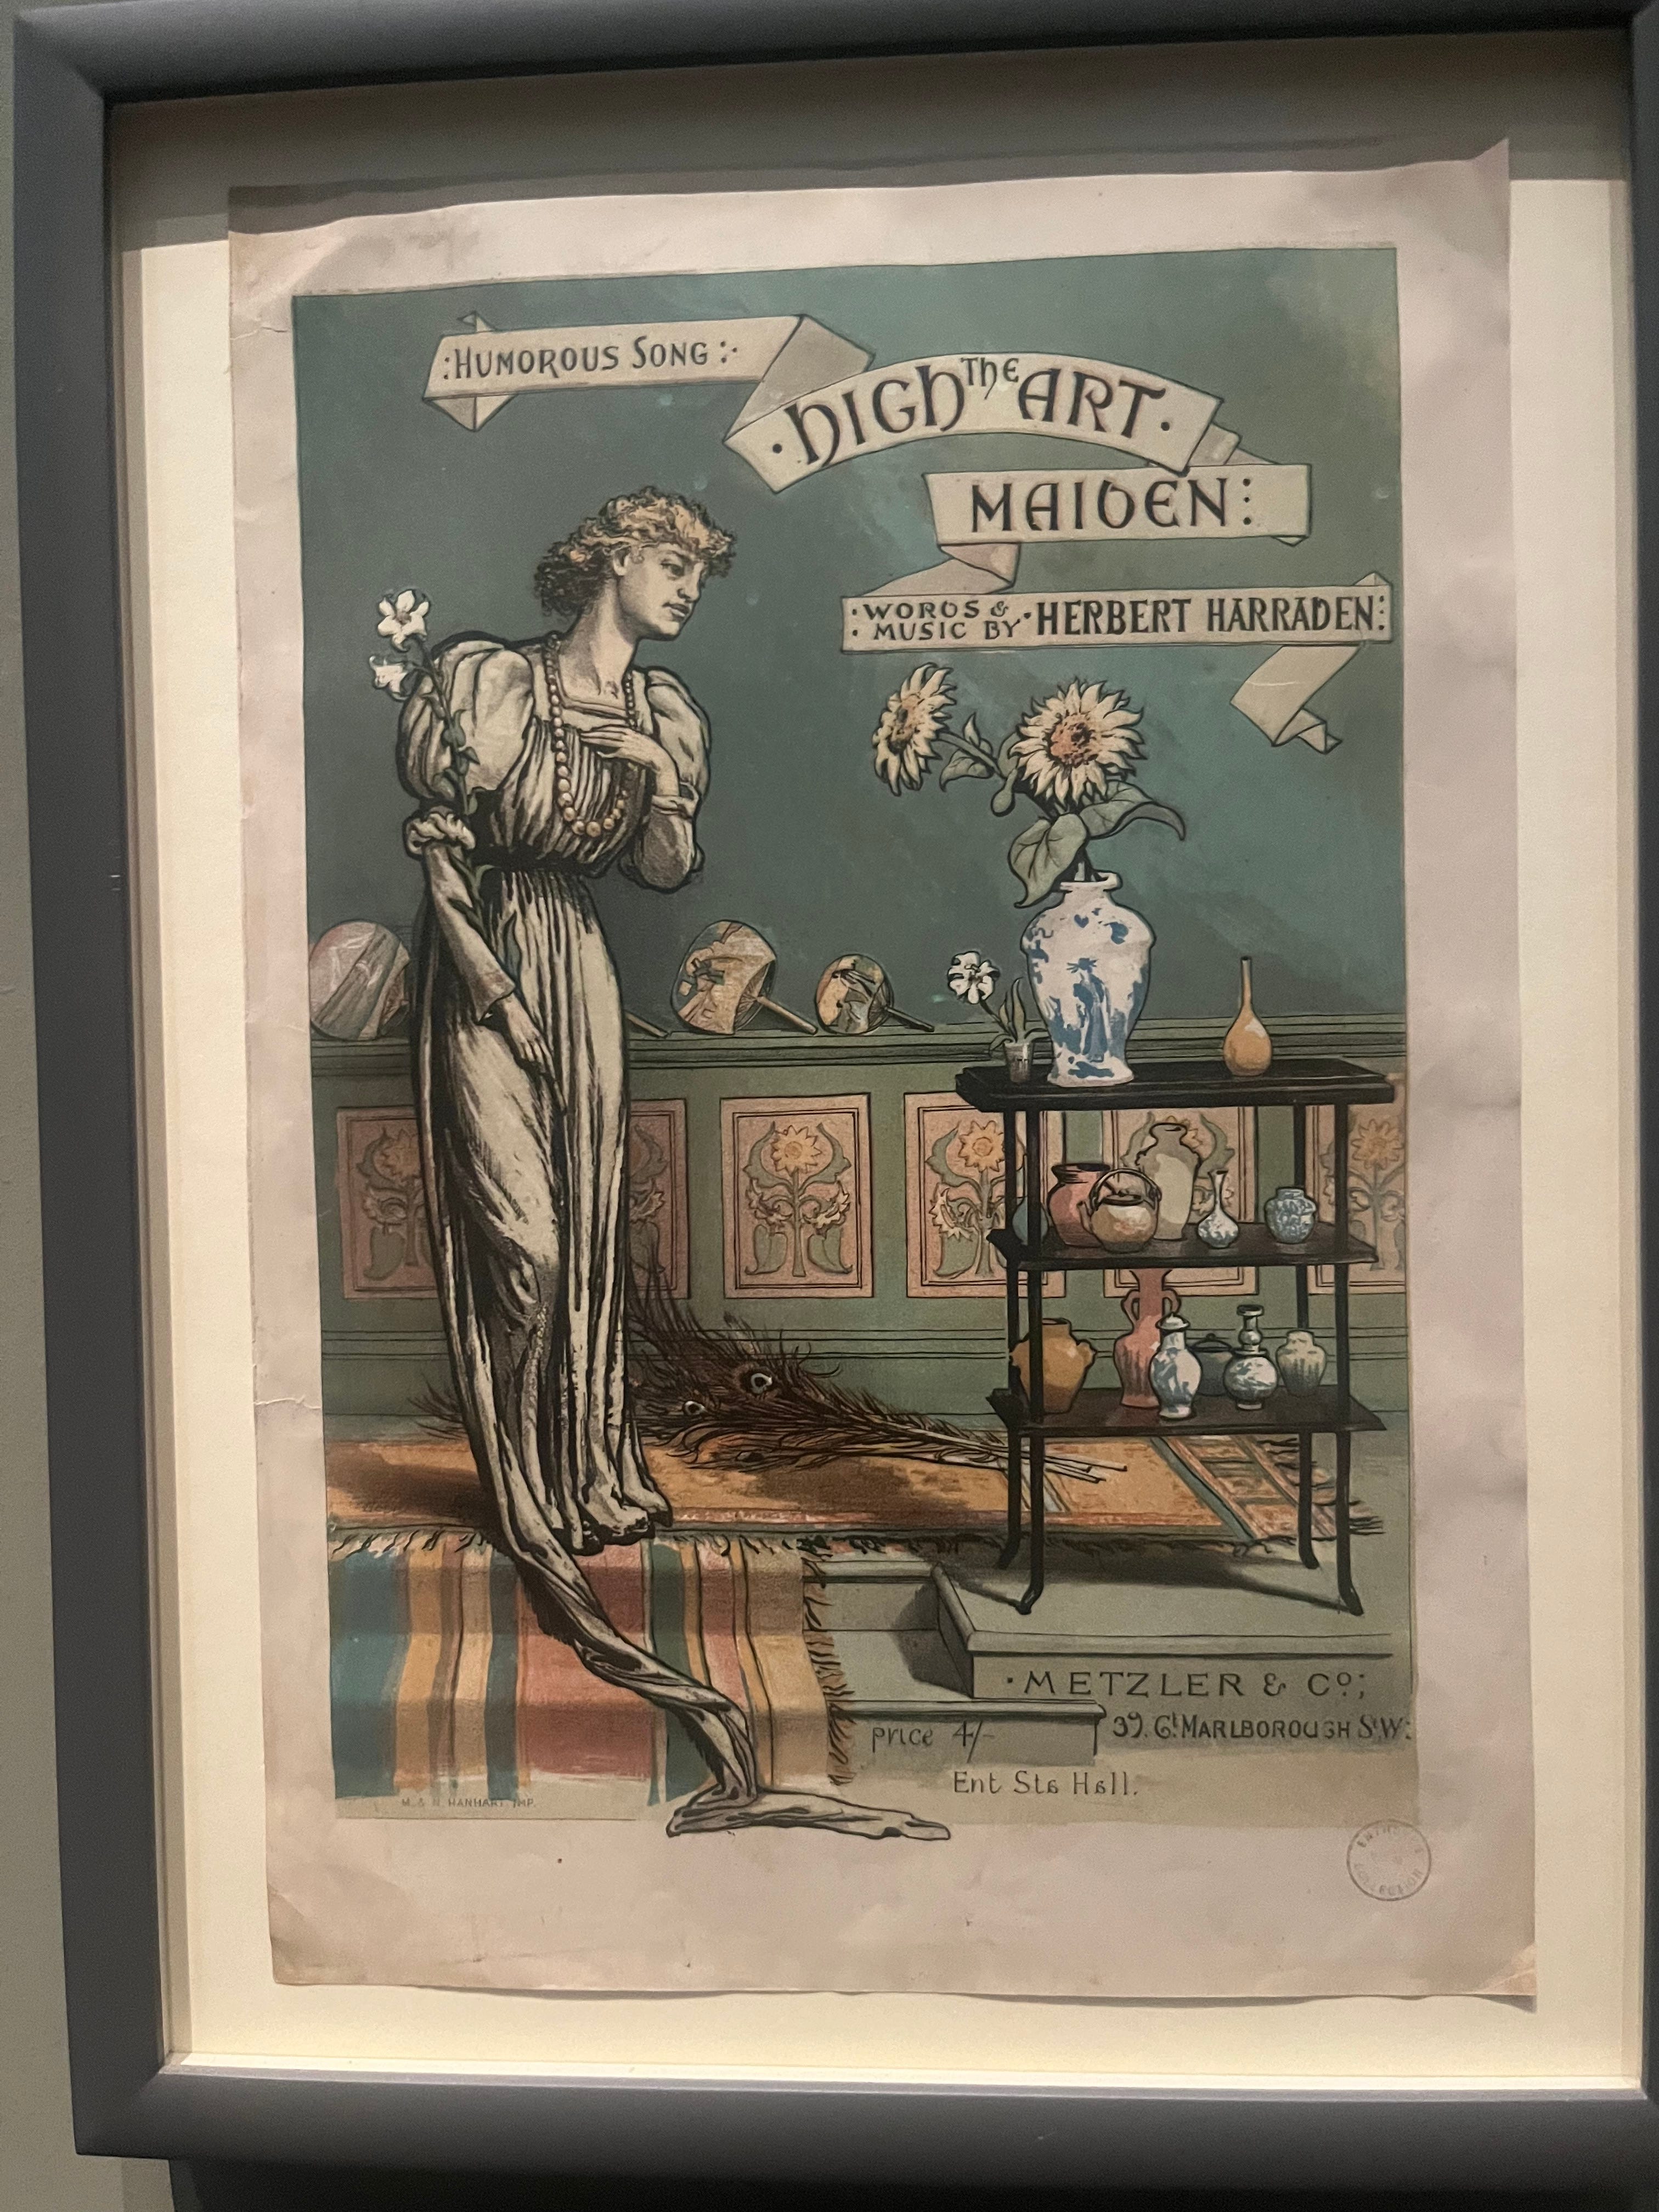 :HUMOROUS SONG:·
THE
·HIGH ART·
MAIDEN:
:WORDS &
:MUSIC BY·HERBERT HARRADEN:
·METZLER & Co:;
price 4/-
39. Gt MARLBOROUGH St W:
Ent Sta Hall.
M. & N. HANHART IMP.
COLLECTION